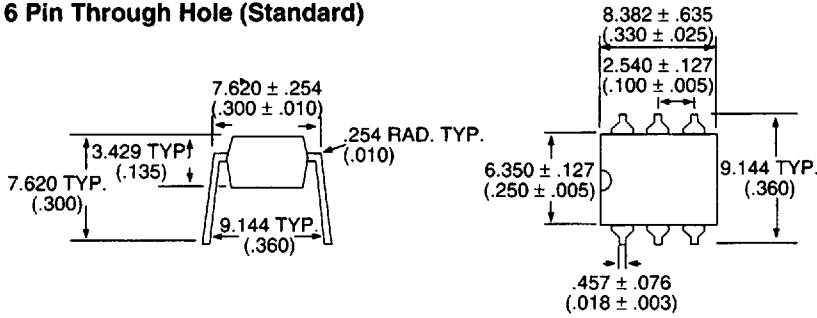 6 Pin Through Hole (Standard)
7.620 ± .254
(.300 ± .010)
3.429 TYP.
(.135)
.254 RAD. TYP.
(.010)
7.620 TYP.
(.300)
9.144 TYP.
(.360)
8.382 ± .635
(.330 ± .025)
2.540 ± .127
(.100 ± .005)
6.350 ± .127
(.250 ± .005)
9.144 TYP.
(.360)
.457 ± .076
(.018 ± .003)